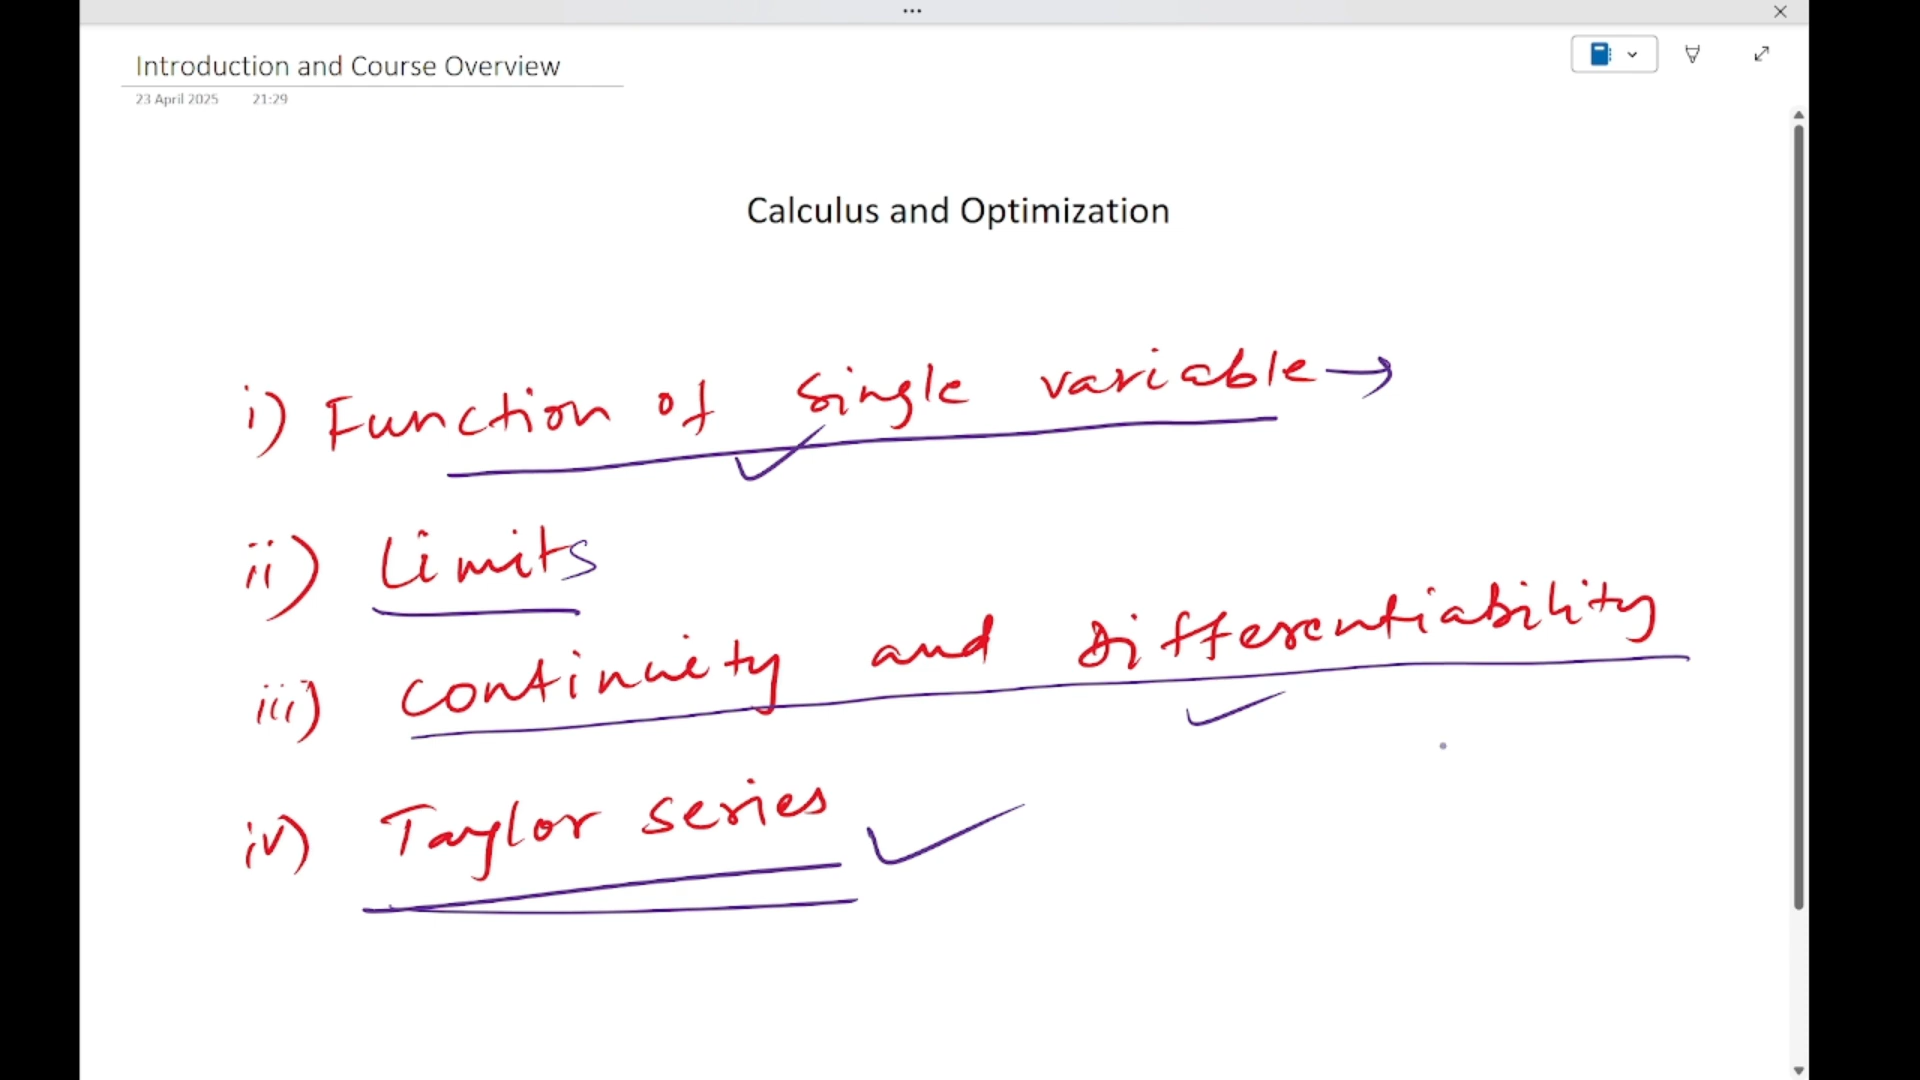 Introduction and Course Overview
23 April 2025 21:29
Calculus and Optimization
i) Function of single variable →
ii) Limits
iii) continuity and Differentiability
iv) Taylor series